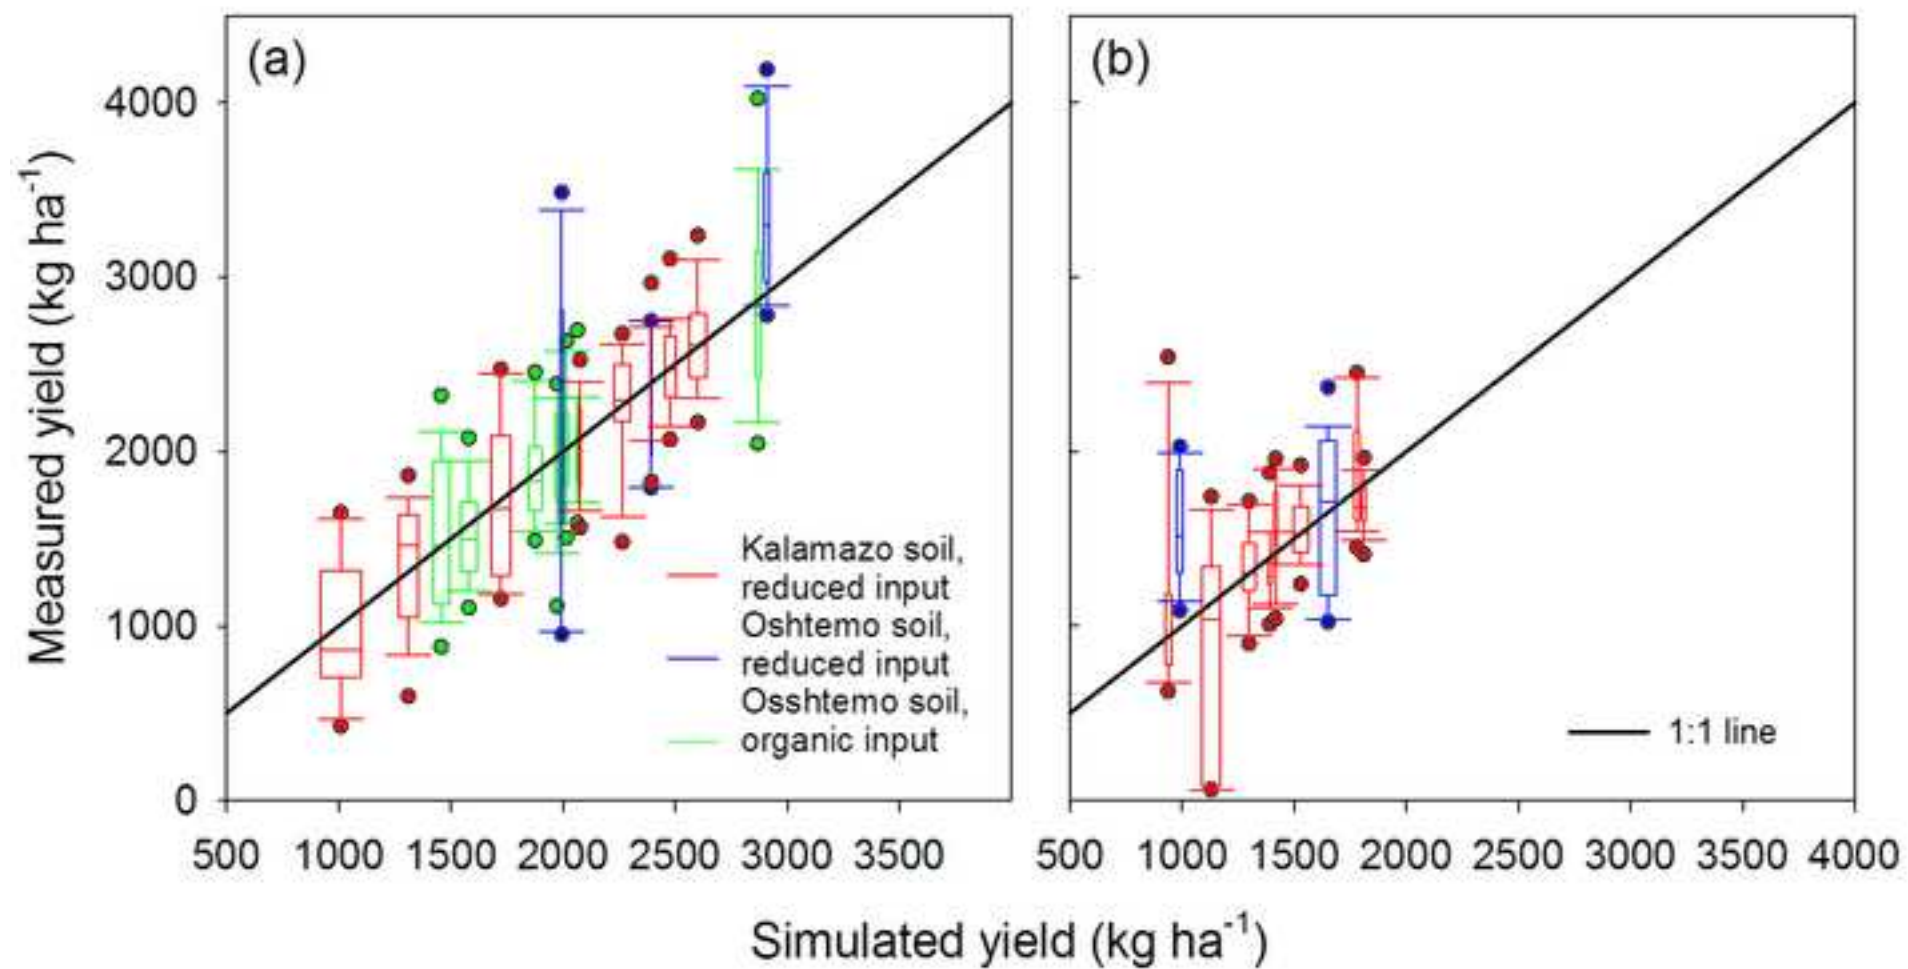 (a)
(b)
Measured yield (kg ha⁻¹)
4000
3000
2000
1000
0
Kalamazo soil,
reduced input
Oshtemo soil,
reduced input
Osshtemo soil,
organic input
1:1 line
500 1000 1500 2000 2500 3000 3500
500 1000 1500 2000 2500 3000 3500 4000
Simulated yield (kg ha⁻¹)